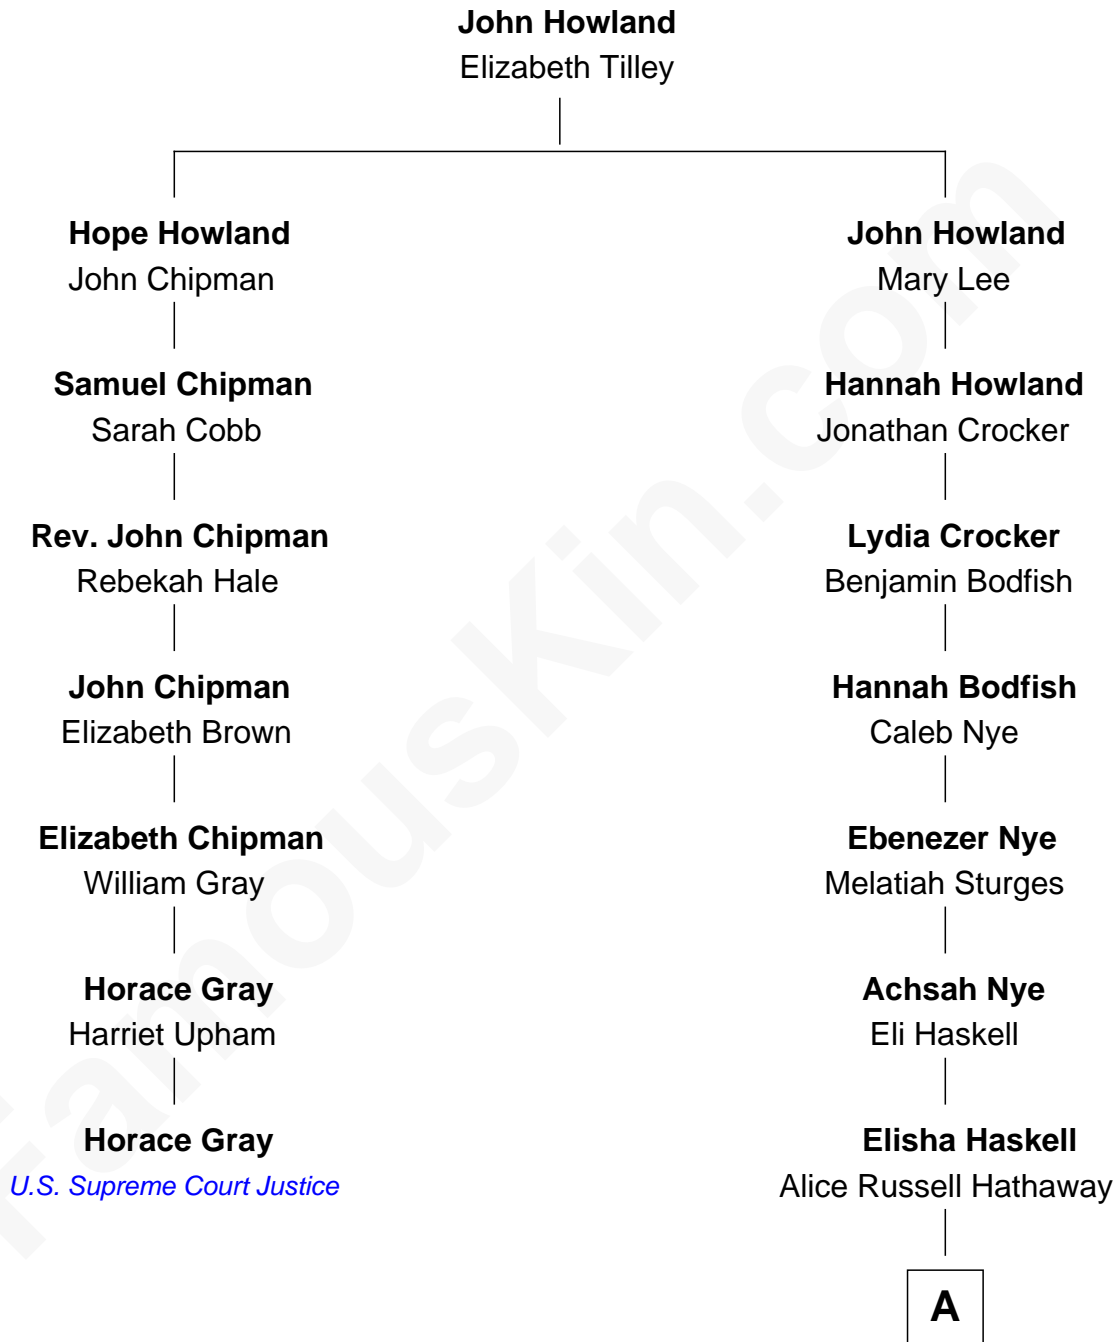 John Howland
Elizabeth Tilley
Hope Howland
John Chipman
John Howland
Mary Lee
Samuel Chipman
Sarah Cobb
Hannah Howland
Jonathan Crocker
Rev. John Chipman
Rebekah Hale
Lydia Crocker
Benjamin Bodfish
John Chipman
Elizabeth Brown
Hannah Bodfish
Caleb Nye
Elizabeth Chipman
William Gray
Ebenezer Nye
Melatiah Sturges
Horace Gray
Harriet Upham
Achsah Nye
Eli Haskell
Horace Gray
U.S. Supreme Court Justice
Elisha Haskell
Alice Russell Hathaway
A
FamousKin.com